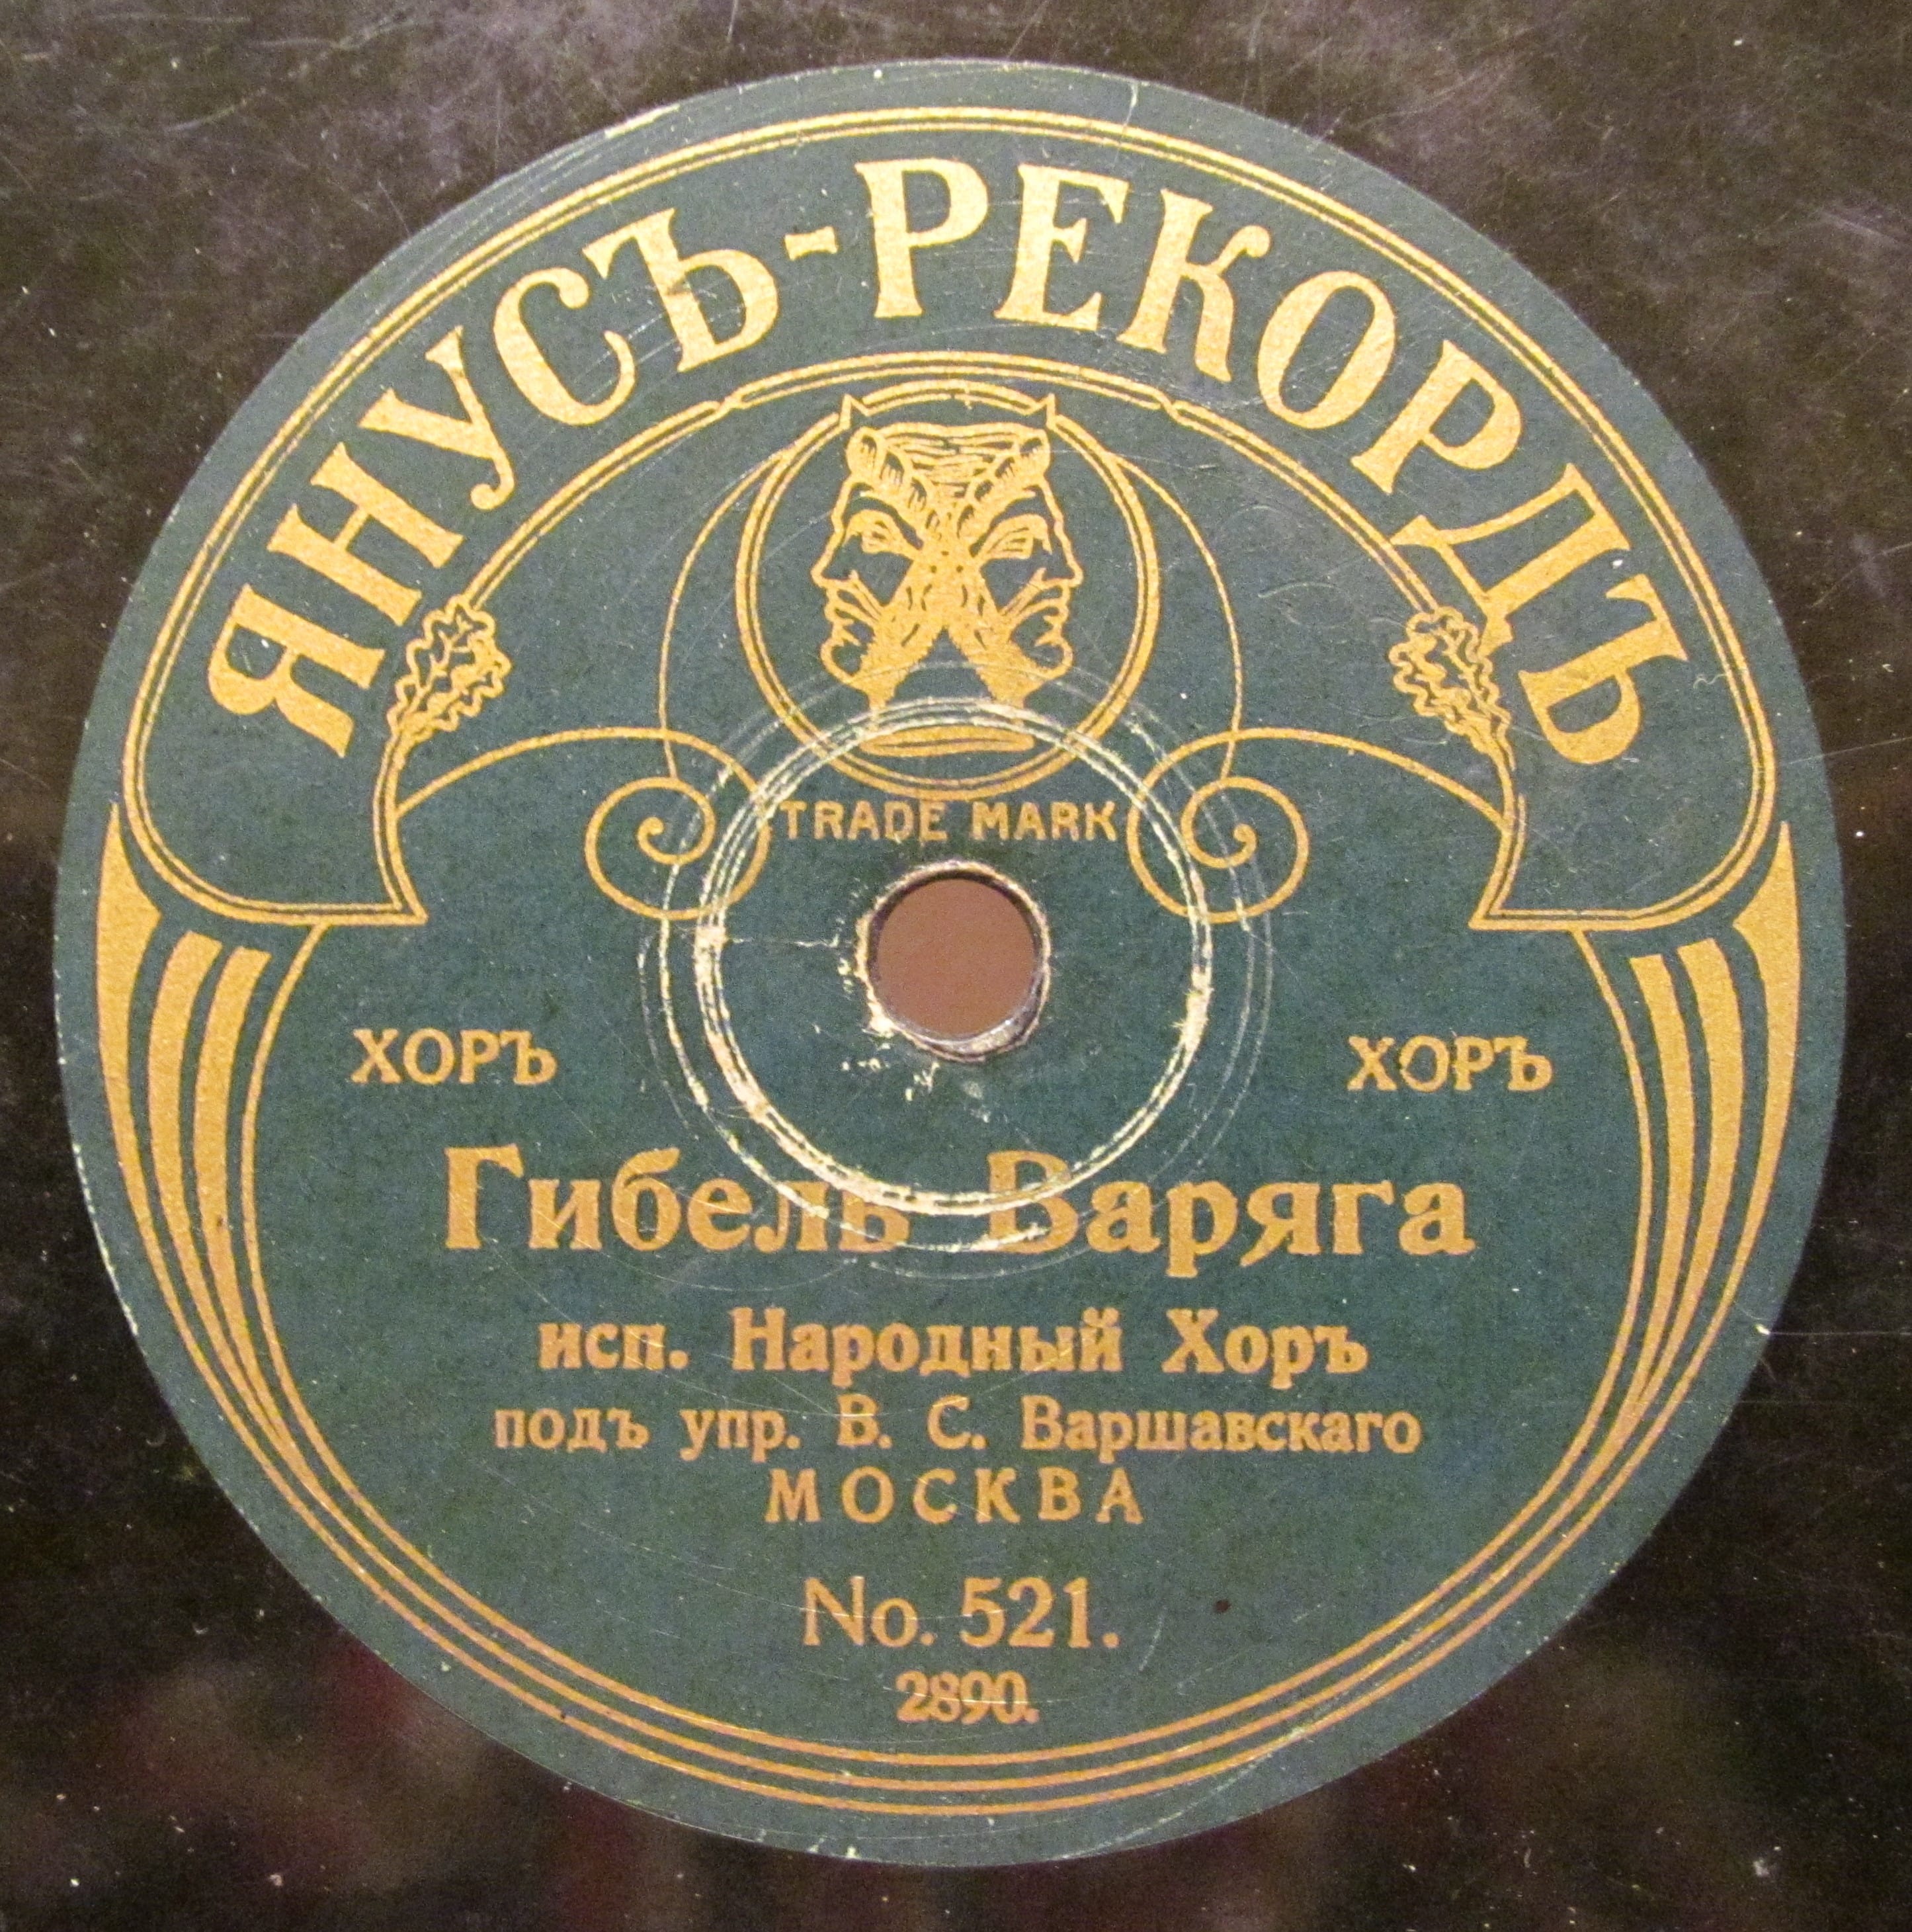 ЯНУСЪ-РЕКОРДЪ
TRADE MARK
ХОРЪ ХОРЪ
Гибель Варяга
исп. Народный Хоръ
подъ упр. В. С. Варшавскаго
МОСКВА
No. 521.
2890.